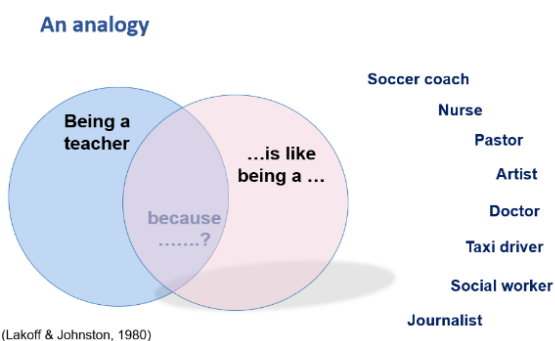 An analogy
Being a
teacher
…is like
being a …
because
…….?
Soccer coach
Nurse
Pastor
Artist
Doctor
Taxi driver
Social worker
Journalist
(Lakoff & Johnston, 1980)